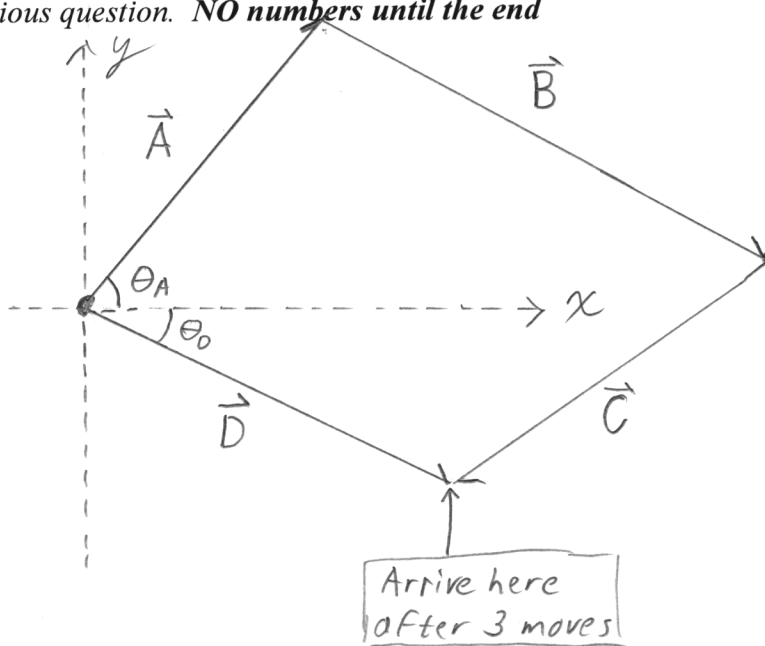 ious question. NO numbers until the end
y
A
B
θA
x
θD
D
C
Arrive here
after 3 moves